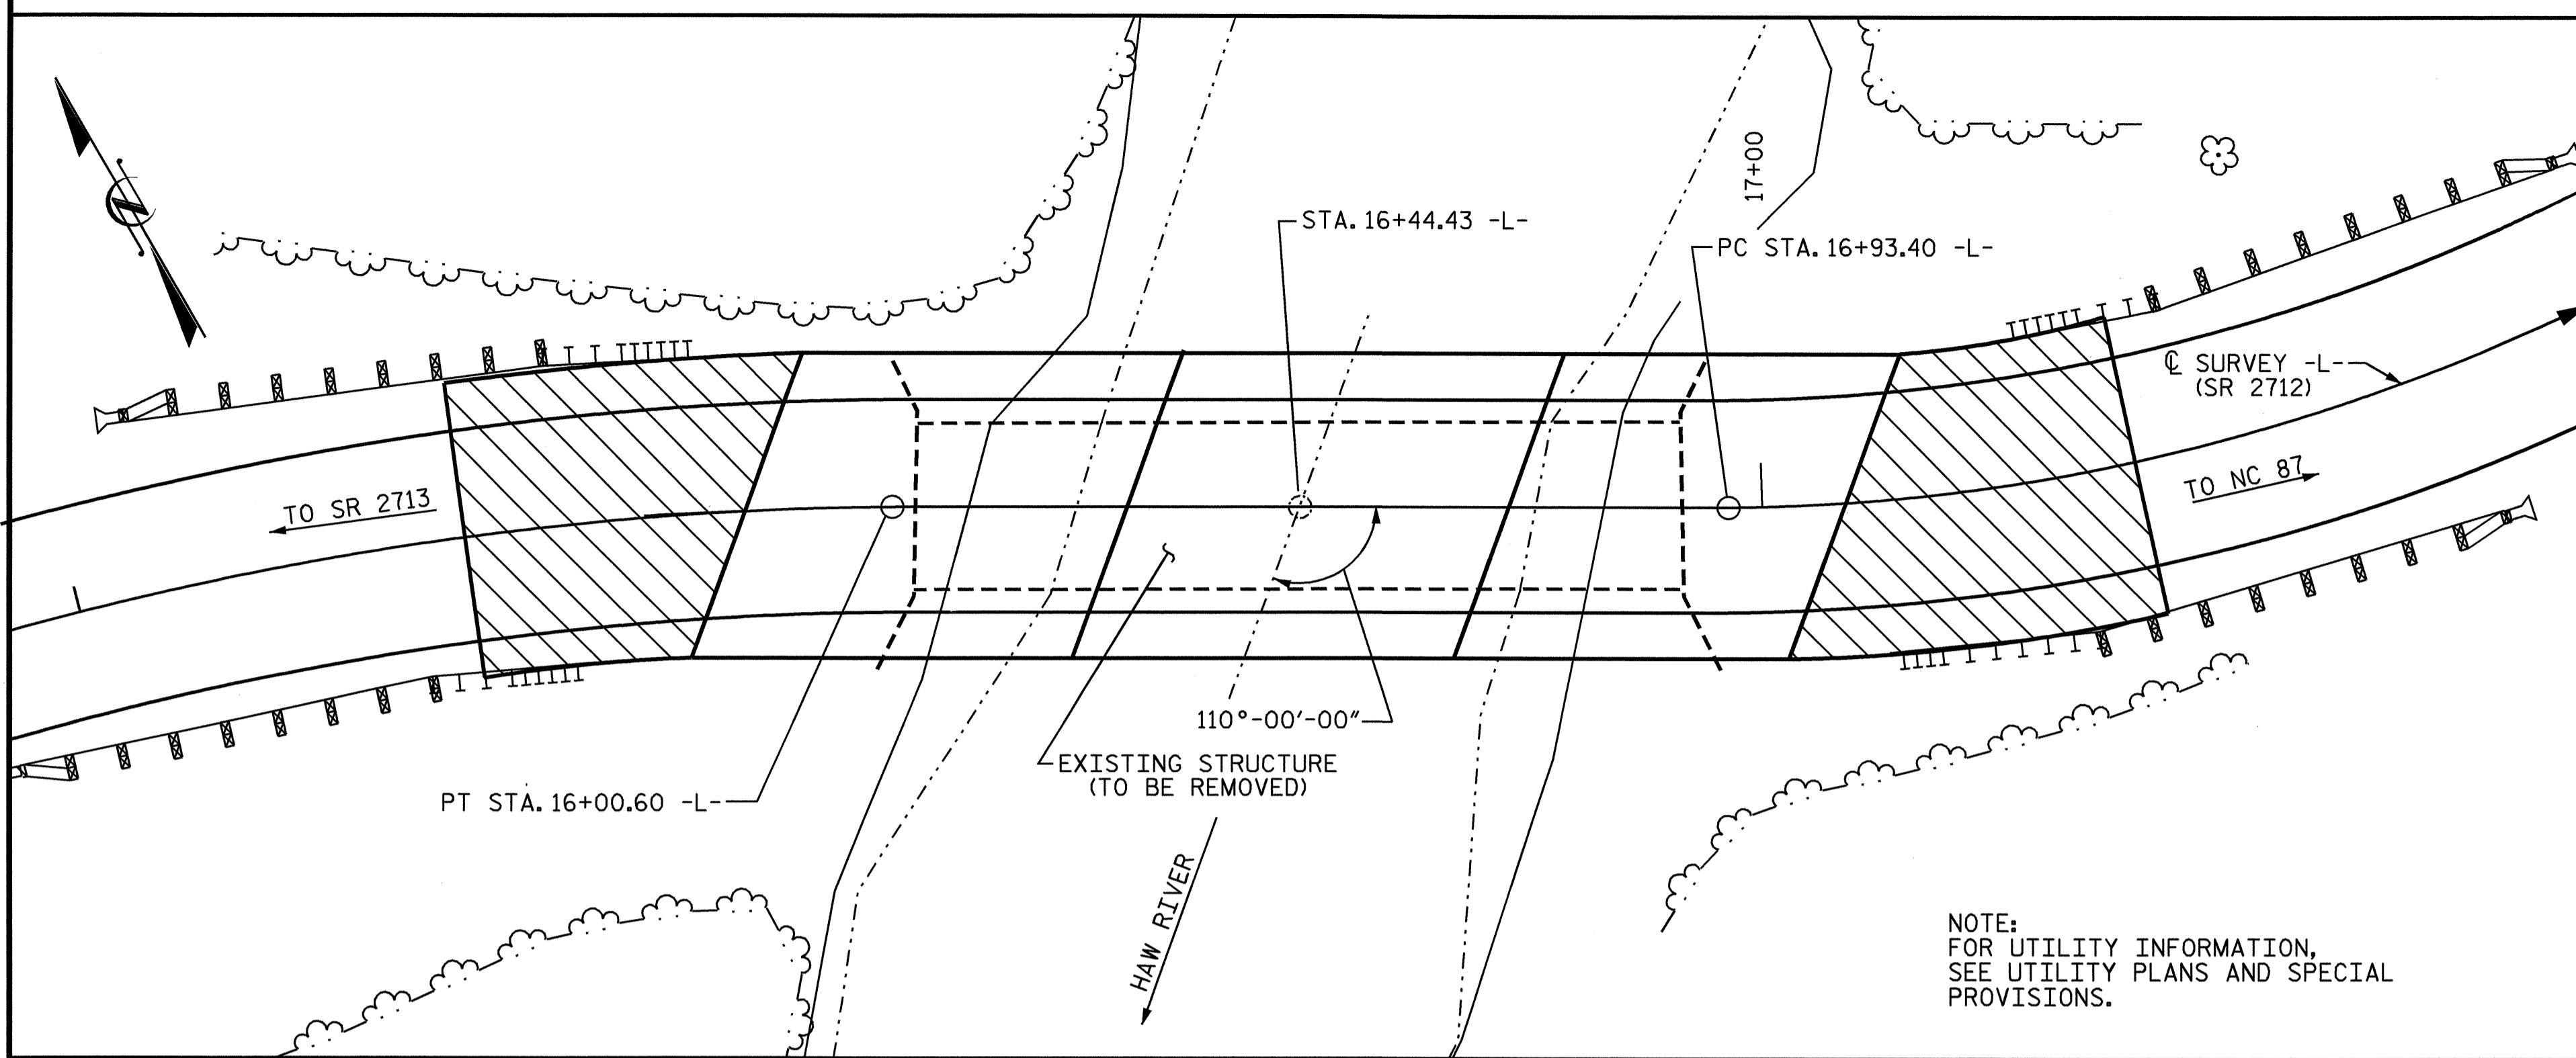 17+00
STA. 16+44.43 -L-
PC STA. 16+93.40 -L-
N
℄ SURVEY -L-
(SR 2712)
TO SR 2713
TO NC 87
110°-00'-00"
EXISTING STRUCTURE
(TO BE REMOVED)
PT STA. 16+00.60 -L-
HAW RIVER
NOTE:
FOR UTILITY INFORMATION,
SEE UTILITY PLANS AND SPECIAL
PROVISIONS.